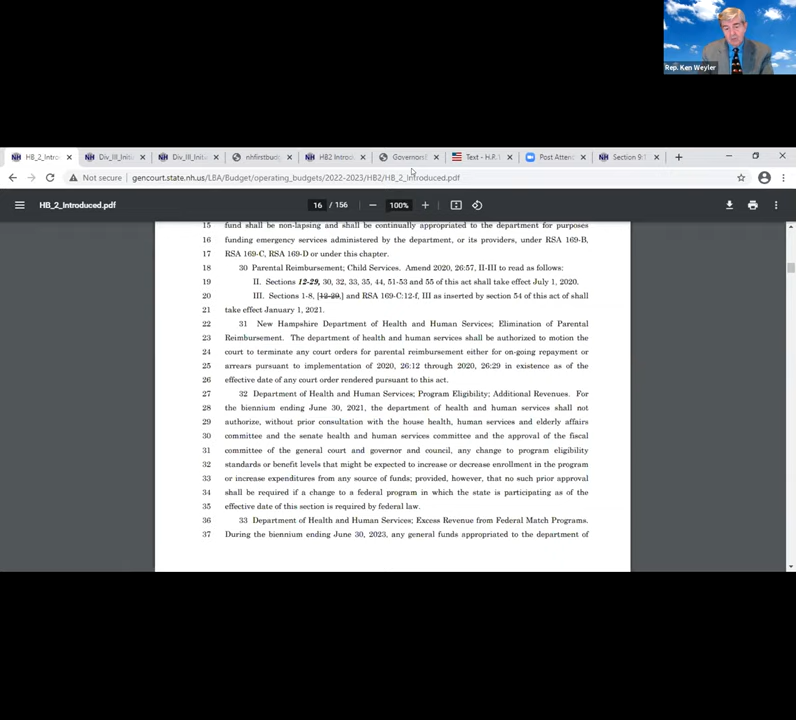 Rep. Ken Weyler
HB_2_Intro
Div_III_Initi
Div_III_Initi
nhfirstbudg
HB2 Introdu
Governors
Text - H.R.1
Post Atten
Section 9:1
Not secure
gencourt.state.nh.us/LBA/Budget/operating_budgets/2022-2023/HB2/HB_2_Introduced.pdf
HB_2_Introduced.pdf
16 / 156
100%
15 fund shall be non-lapsing and shall be continually appropriated to the department for purposes
16 funding emergency services administered by the department, or its providers, under RSA 169-B,
17 RSA 169-C, RSA 169-D or under this chapter.
18 30 Parental Reimbursement; Child Services. Amend 2020, 26:57, II-III to read as follows:
19 II. Sections 12-29, 30, 32, 33, 35, 44, 51-53 and 55 of this act shall take effect July 1, 2020.
20 III. Sections 1-8, [12-29,] and RSA 169-C:12-f, III as inserted by section 54 of this act of shall
21 take effect January 1, 2021.
22 31 New Hampshire Department of Health and Human Services; Elimination of Parental
23 Reimbursement. The department of health and human services shall be authorized to motion the
24 court to terminate any court orders for parental reimbursement either for on-going repayment or
25 arrears pursuant to implementation of 2020, 26:12 through 2020, 26:29 in existence as of the
26 effective date of any court order rendered pursuant to this act.
27 32 Department of Health and Human Services; Program Eligibility; Additional Revenues. For
28 the biennium ending June 30, 2021, the department of health and human services shall not
29 authorize, without prior consultation with the house health, human services and elderly affairs
30 committee and the senate health and human services committee and the approval of the fiscal
31 committee of the general court and governor and council, any change to program eligibility
32 standards or benefit levels that might be expected to increase or decrease enrollment in the program
33 or increase expenditures from any source of funds; provided, however, that no such prior approval
34 shall be required if a change to a federal program in which the state is participating as of the
35 effective date of this section is required by federal law.
36 33 Department of Health and Human Services; Excess Revenue from Federal Match Programs.
37 During the biennium ending June 30, 2023, any general funds appropriated to the department of